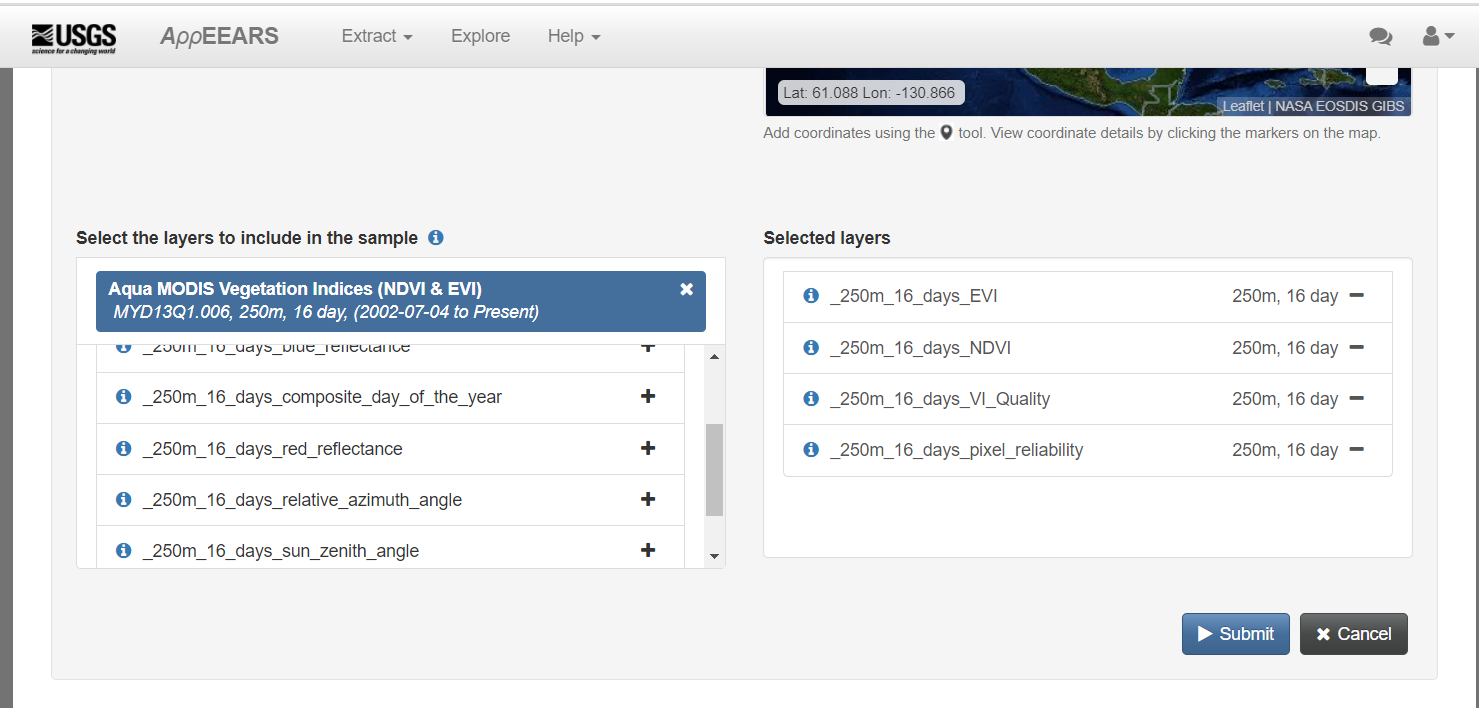 USGS
science for a changing world
AppEEARS
Extract
Explore
Help
Lat: 61.088 Lon: -130.866
Leaflet | NASA EOSDIS GIBS
Add coordinates using the tool. View coordinate details by clicking the markers on the map.
Select the layers to include in the sample
Aqua MODIS Vegetation Indices (NDVI & EVI)
MYD13Q1.006, 250m, 16 day, (2002-07-04 to Present)
_250m_16_days_blue_reflectance
_250m_16_days_composite_day_of_the_year
_250m_16_days_red_reflectance
_250m_16_days_relative_azimuth_angle
_250m_16_days_sun_zenith_angle
Selected layers
_250m_16_days_EVI 250m, 16 day
_250m_16_days_NDVI 250m, 16 day
_250m_16_days_VI_Quality 250m, 16 day
_250m_16_days_pixel_reliability 250m, 16 day
Submit
Cancel